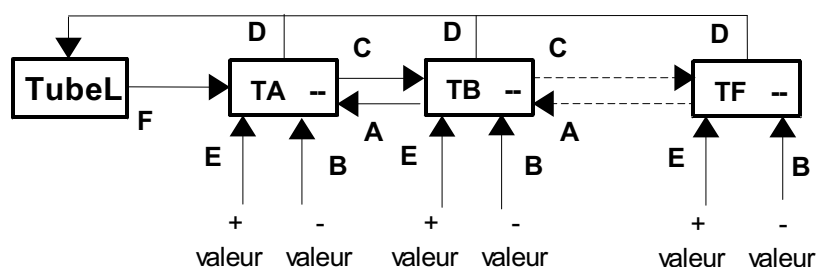 D D D
C C
TubeL TA -- TB -- TF --
F A A
E B E B E B
+ - + - + -
valeur valeur valeur valeur valeur valeur